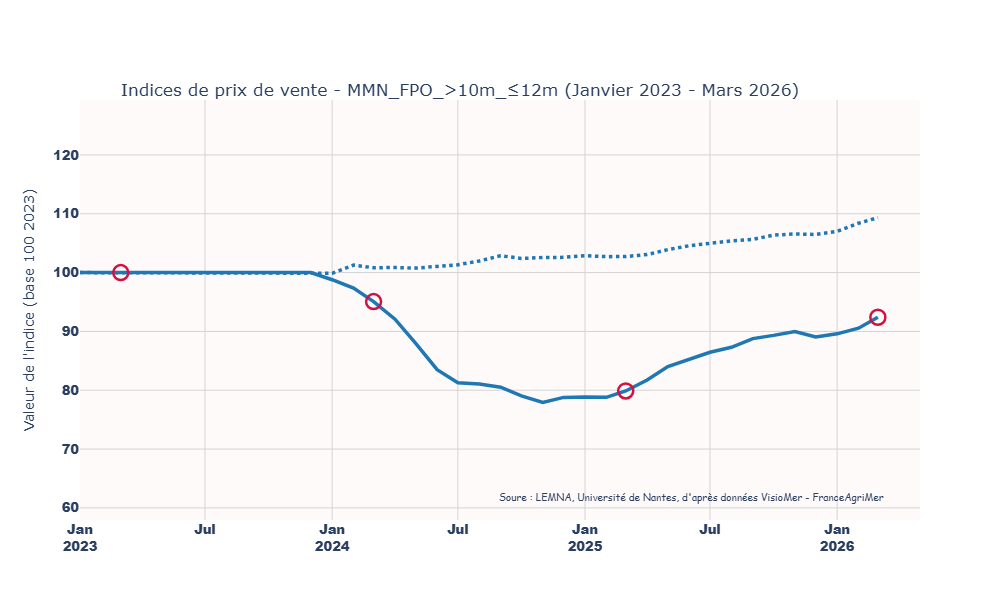 Indices de prix de vente - MMN_FPO_>10m_≤12m (Janvier 2023 - Mars 2026)
Valeur de l'indice (base 100 2023)
120
110
100
90
80
70
60
Soure : LEMNA, Université de Nantes, d'après données VisioMer - FranceAgriMer
Jan Jul Jan Jul Jan Jul Jan
2023 2024 2025 2026